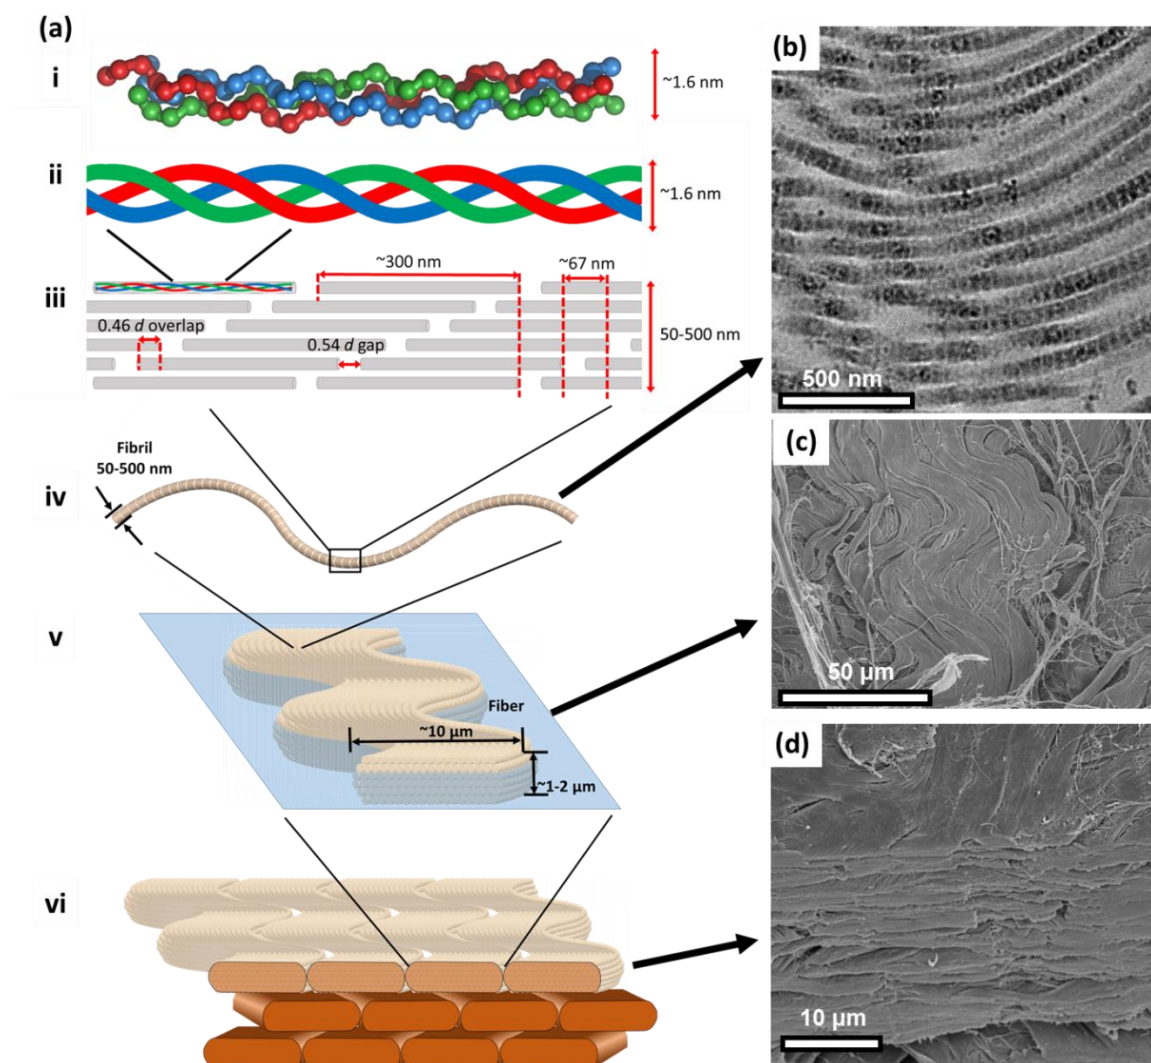 (a)
i
~1.6 nm
ii
~1.6 nm
iii
~300 nm
~67 nm
0.46 d overlap
0.54 d gap
50-500 nm
iv
Fibril
50-500 nm
v
Fiber
~10 µm
~1-2 µm
vi
(b)
500 nm
(c)
50 µm
(d)
10 µm